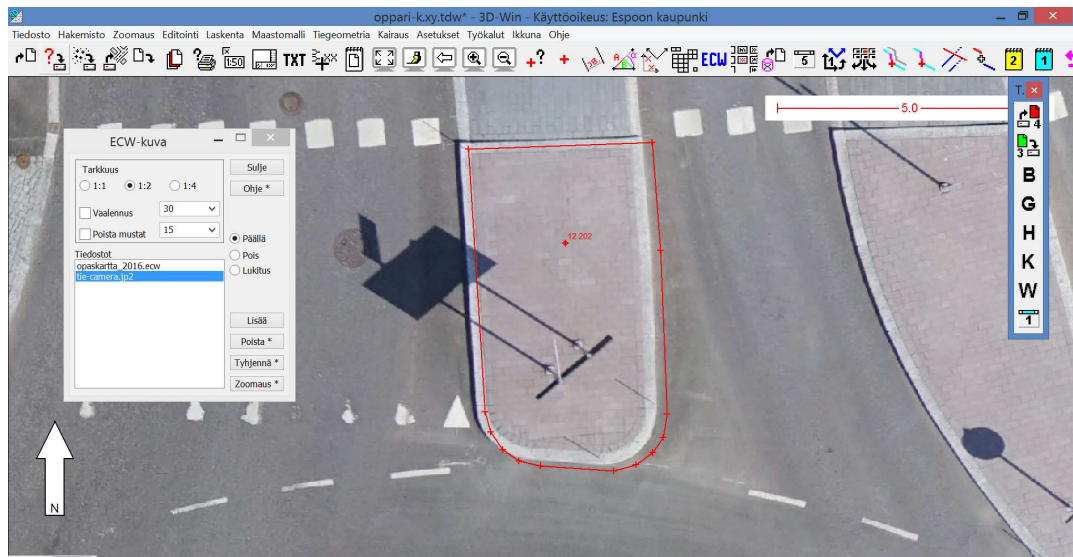 oppari-k.xy.tdw* - 3D-Win - Käyttöoikeus: Espoon kaupunki
Tiedosto Hakemisto Zoomaus Editointi Laskenta Maastomalli Tiegeometria Kairaus Asetukset Työkalut Ikkuna Ohje
1:50 TXT ECW 5 2 1
T..
4
3
B
G
H
K
W
1
5.0
ECW-kuva
Tarkkuus
1:1 1:2 1:4
Vaalennus 30
Poista mustat 15
Tiedostot
opaskartta_2016.ecw
tie-camera.jp2
Sulje
Ohje *
Päällä
Pois
Lukitus
Lisää
Poista *
Tyhjennä *
Zoomaus *
12 202
N